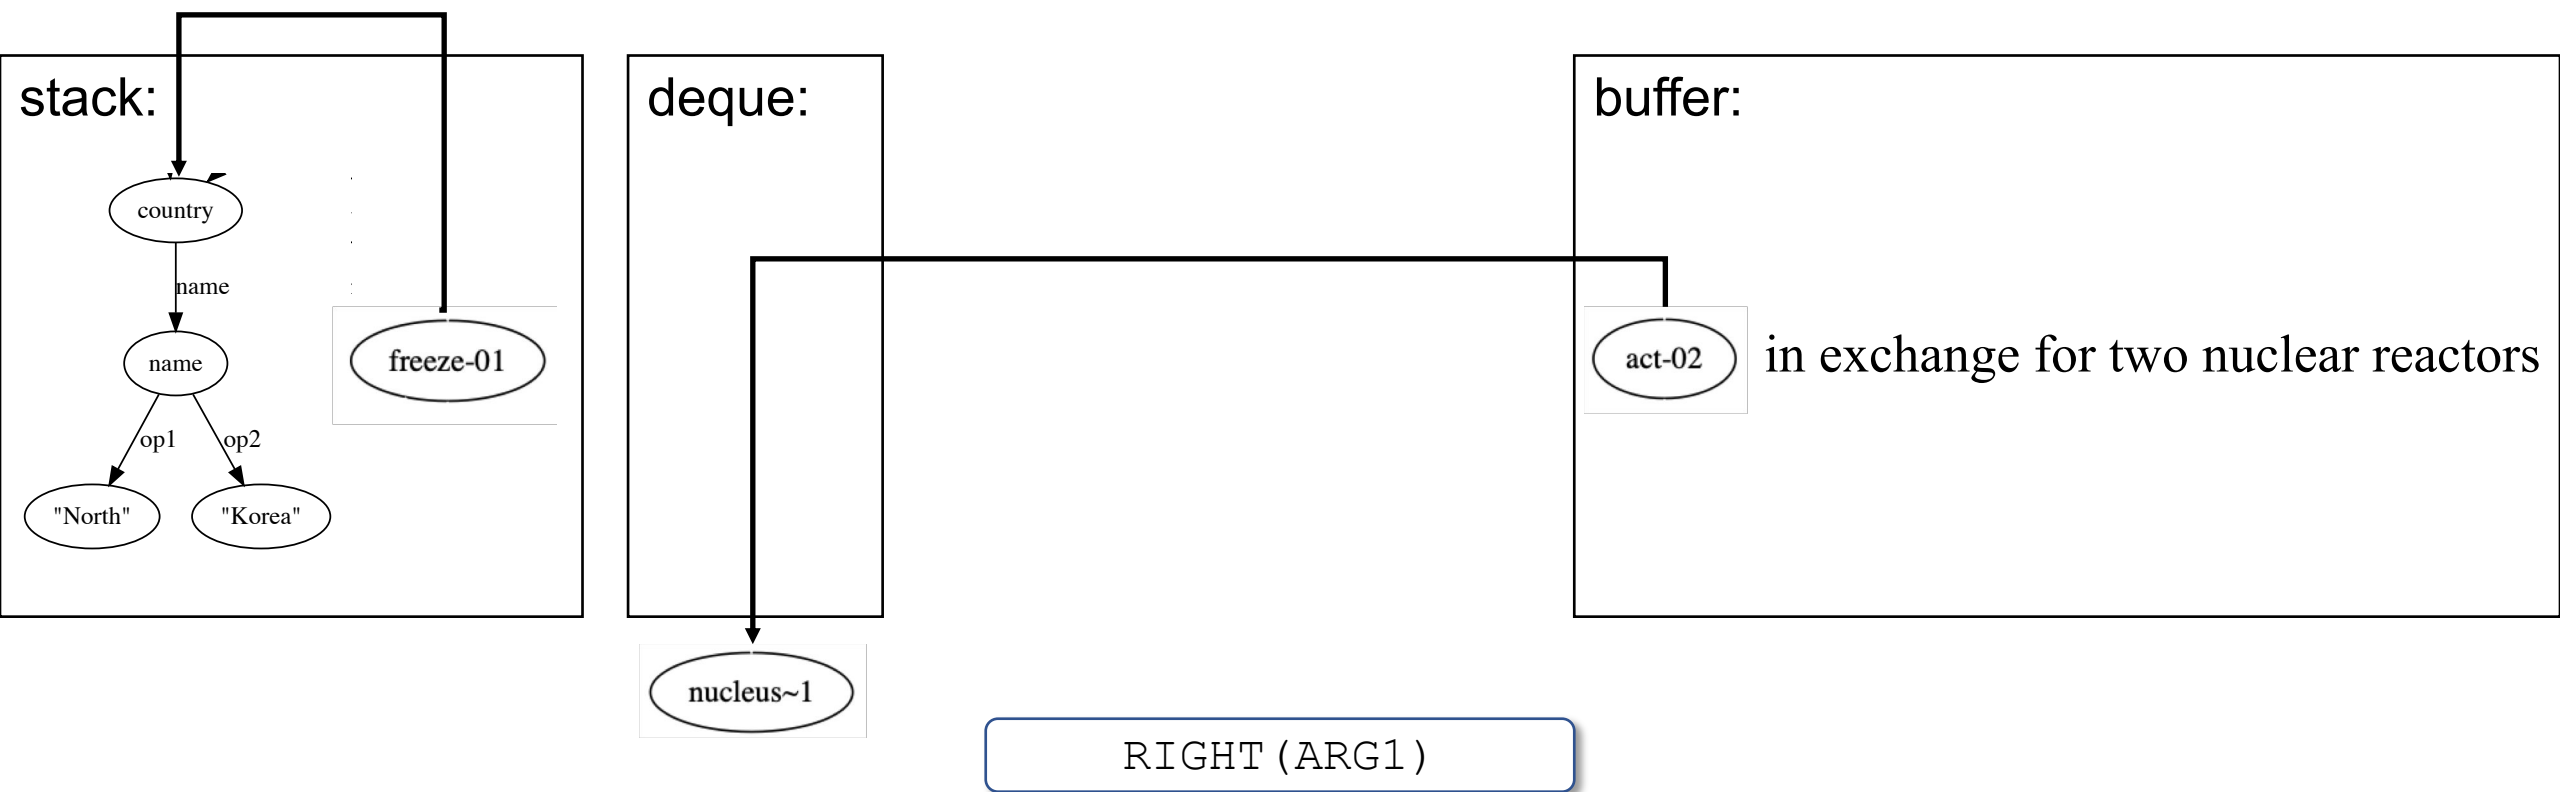 stack:
country
name
name
op1
op2
"North"
"Korea"
freeze-01
deque:
nucleus~1
buffer:
act-02
in exchange for two nuclear reactors
RIGHT(ARG1)